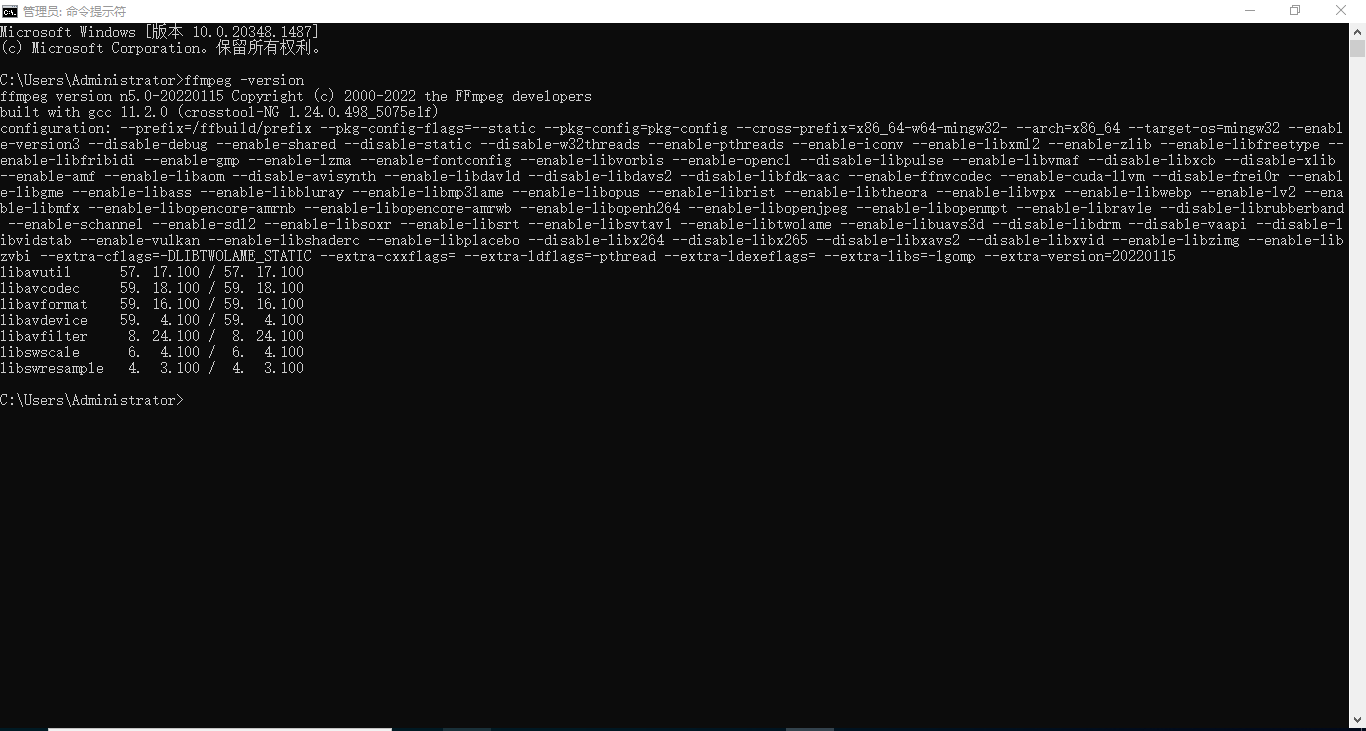 管理员: 命令提示符
Microsoft Windows [版本 10.0.20348.1487]
(c) Microsoft Corporation。保留所有权利。
C:\Users\Administrator>ffmpeg -version
ffmpeg version n5.0-20220115 Copyright (c) 2000-2022 the FFmpeg developers
built with gcc 11.2.0 (crosstool-NG 1.24.0.498_5075e1f)
configuration: --prefix=/ffbuild/prefix --pkg-config-flags=--static --pkg-config=pkg-config --cross-prefix=x86_64-w64-mingw32- --arch=x86_64 --target-os=mingw32 --enabl
e-version3 --disable-debug --enable-shared --disable-static --disable-w32threads --enable-pthreads --enable-iconv --enable-libxml2 --enable-zlib --enable-libfreetype --
enable-libfribidi --enable-gmp --enable-lzma --enable-fontconfig --enable-libvorbis --enable-opencl --disable-libpulse --enable-libvmaf --disable-libxcb --disable-xlib
--enable-amf --enable-libaom --disable-avisynth --enable-libdav1d --disable-libdavs2 --disable-libfdk-aac --enable-ffnvcodec --enable-cuda-llvm --disable-frei0r --enabl
e-libgme --enable-libass --enable-libbluray --enable-libmp3lame --enable-libopus --enable-librist --enable-libtheora --enable-libvpx --enable-libwebp --enable-lv2 --ena
ble-libmfx --enable-libopencore-amrnb --enable-libopencore-amrwb --enable-libopenh264 --enable-libopenjpeg --enable-libopenmpt --enable-librav1e --disable-librubberband
--enable-schannel --enable-sdl2 --enable-libsoxr --enable-libsrt --enable-libsvtav1 --enable-libtwolame --enable-libuavs3d --disable-libdrm --disable-vaapi --disable-l
ibvidstab --enable-vulkan --enable-libshaderc --enable-libplacebo --disable-libx264 --disable-libx265 --disable-libxavs2 --disable-libxvid --enable-libzimg --enable-lib
zvbi --extra-cflags=-DLIBTWOLAME_STATIC --extra-cxxflags= --extra-ldflags=-pthread --extra-ldexeflags= --extra-libs=-lgomp --extra-version=20220115
libavutil      57. 17.100 / 57. 17.100
libavcodec     59. 18.100 / 59. 18.100
libavformat    59. 16.100 / 59. 16.100
libavdevice    59.  4.100 / 59.  4.100
libavfilter     8. 24.100 /  8. 24.100
libswscale      6.  4.100 /  6.  4.100
libswresample   4.  3.100 /  4.  3.100
C:\Users\Administrator>